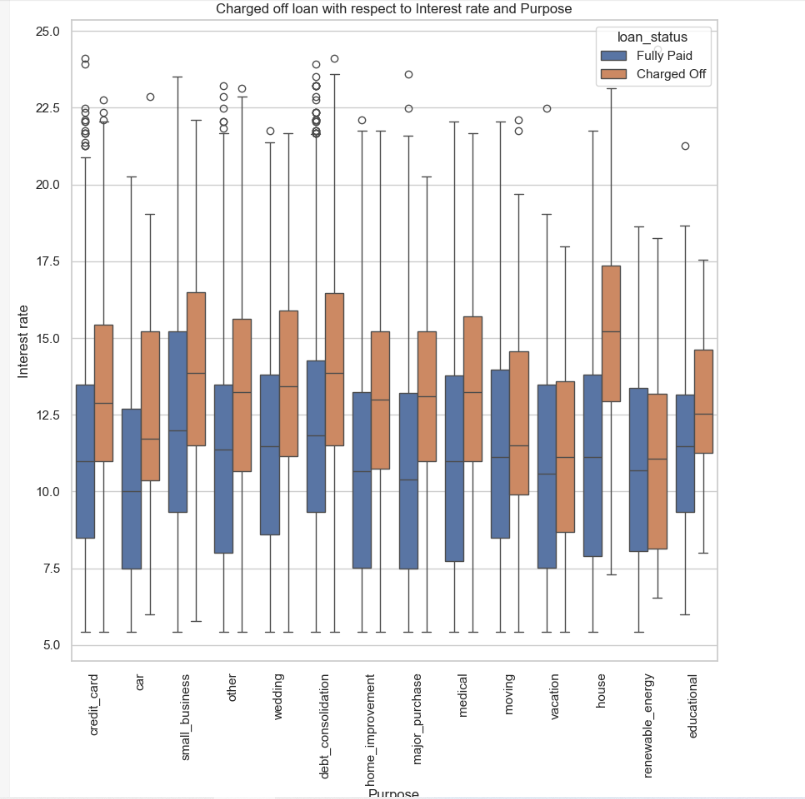 Charged off loan with respect to Interest rate and Purpose
loan_status
Fully Paid
Charged Off
Interest rate
25.0
22.5
20.0
17.5
15.0
12.5
10.0
7.5
5.0
credit_card
car
small_business
other
wedding
debt_consolidation
home_improvement
major_purchase
medical
moving
vacation
house
renewable_energy
educational
Purpose